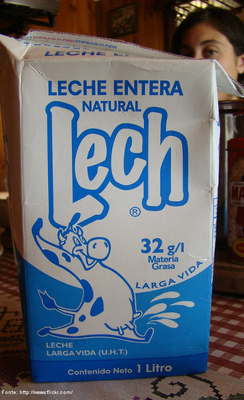 LECHE ENTERA
NATURAL
Lech
®
32 g/l
Materia
Grasa
LARGA VIDA
LECHE
LARGA VIDA (U.H.T.)
Contenido Neto 1 Litro
Fonte: http://www.flickr.com/